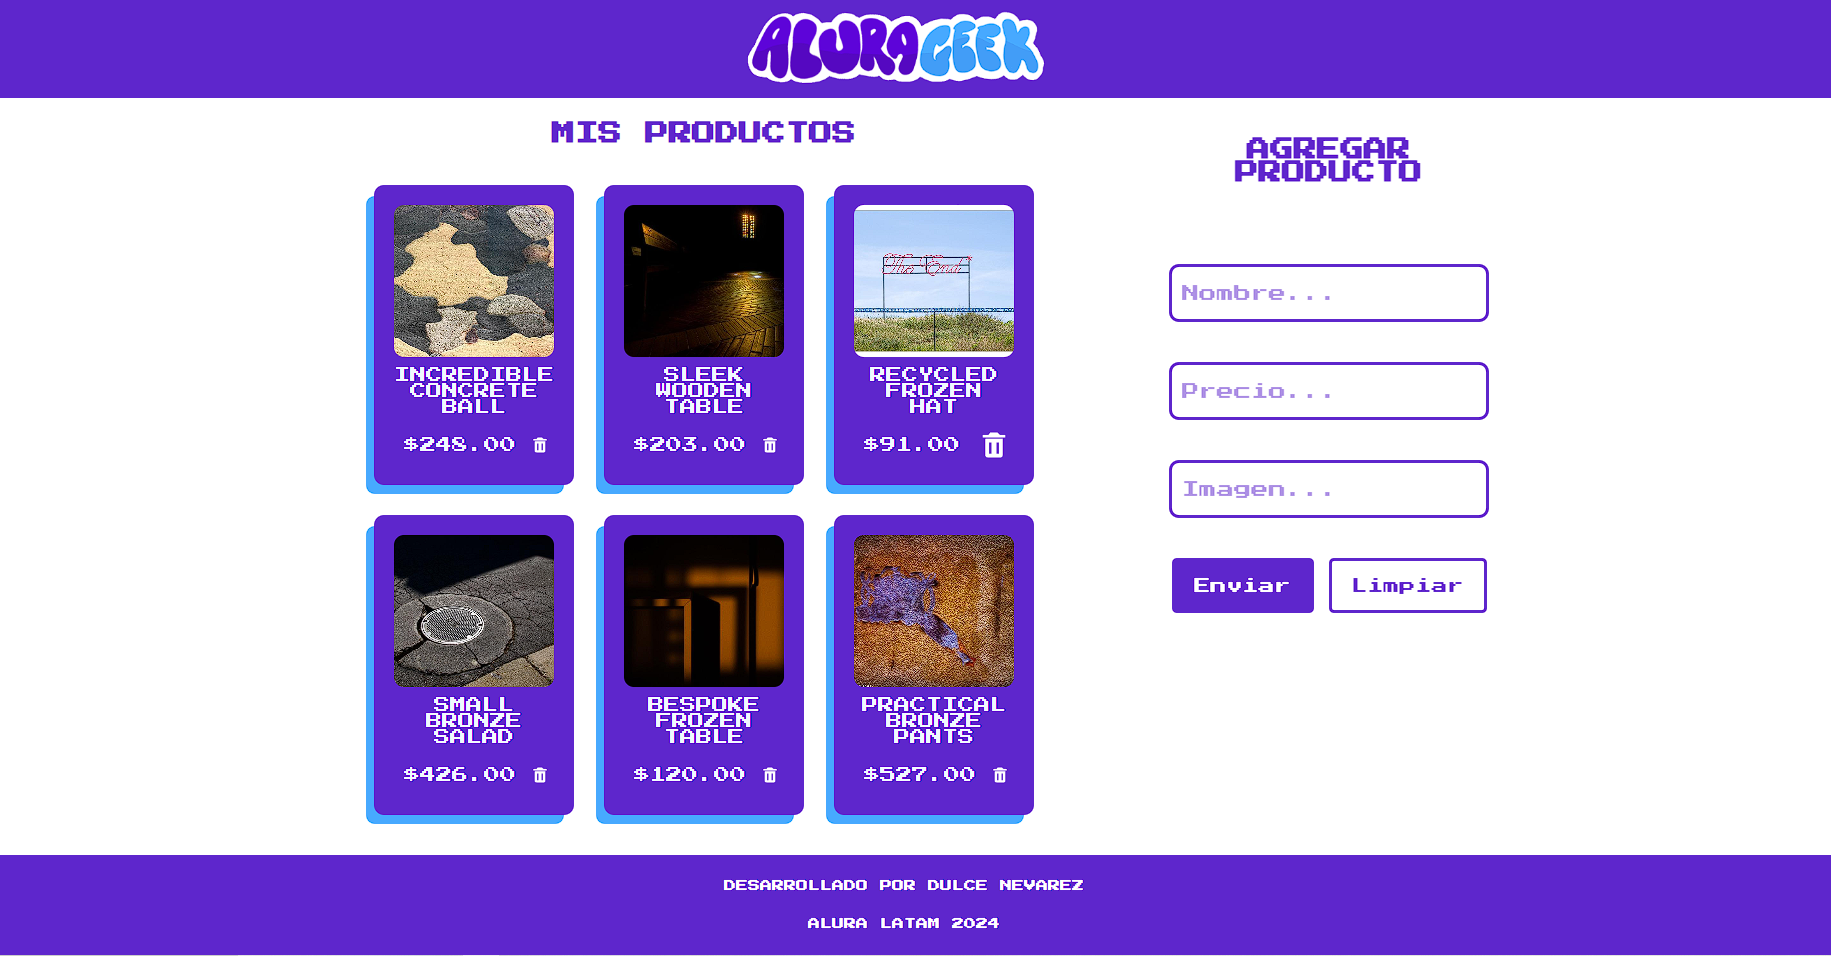 ALURAGEEK
MIS PRODUCTOS
AGREGAR
PRODUCTO
The End
INCREDIBLE
CONCRETE
BALL
$248.00
SLEEK
WOODEN
TABLE
$203.00
RECYCLED
FROZEN
HAT
$91.00
SMALL
BRONZE
SALAD
$426.00
BESPOKE
FROZEN
TABLE
$120.00
PRACTICAL
BRONZE
PANTS
$527.00
Nombre...
Precio...
Imagen...
Enviar
Limpiar
DESARROLLADO POR DULCE NEVAREZ
ALURA LATAM 2024